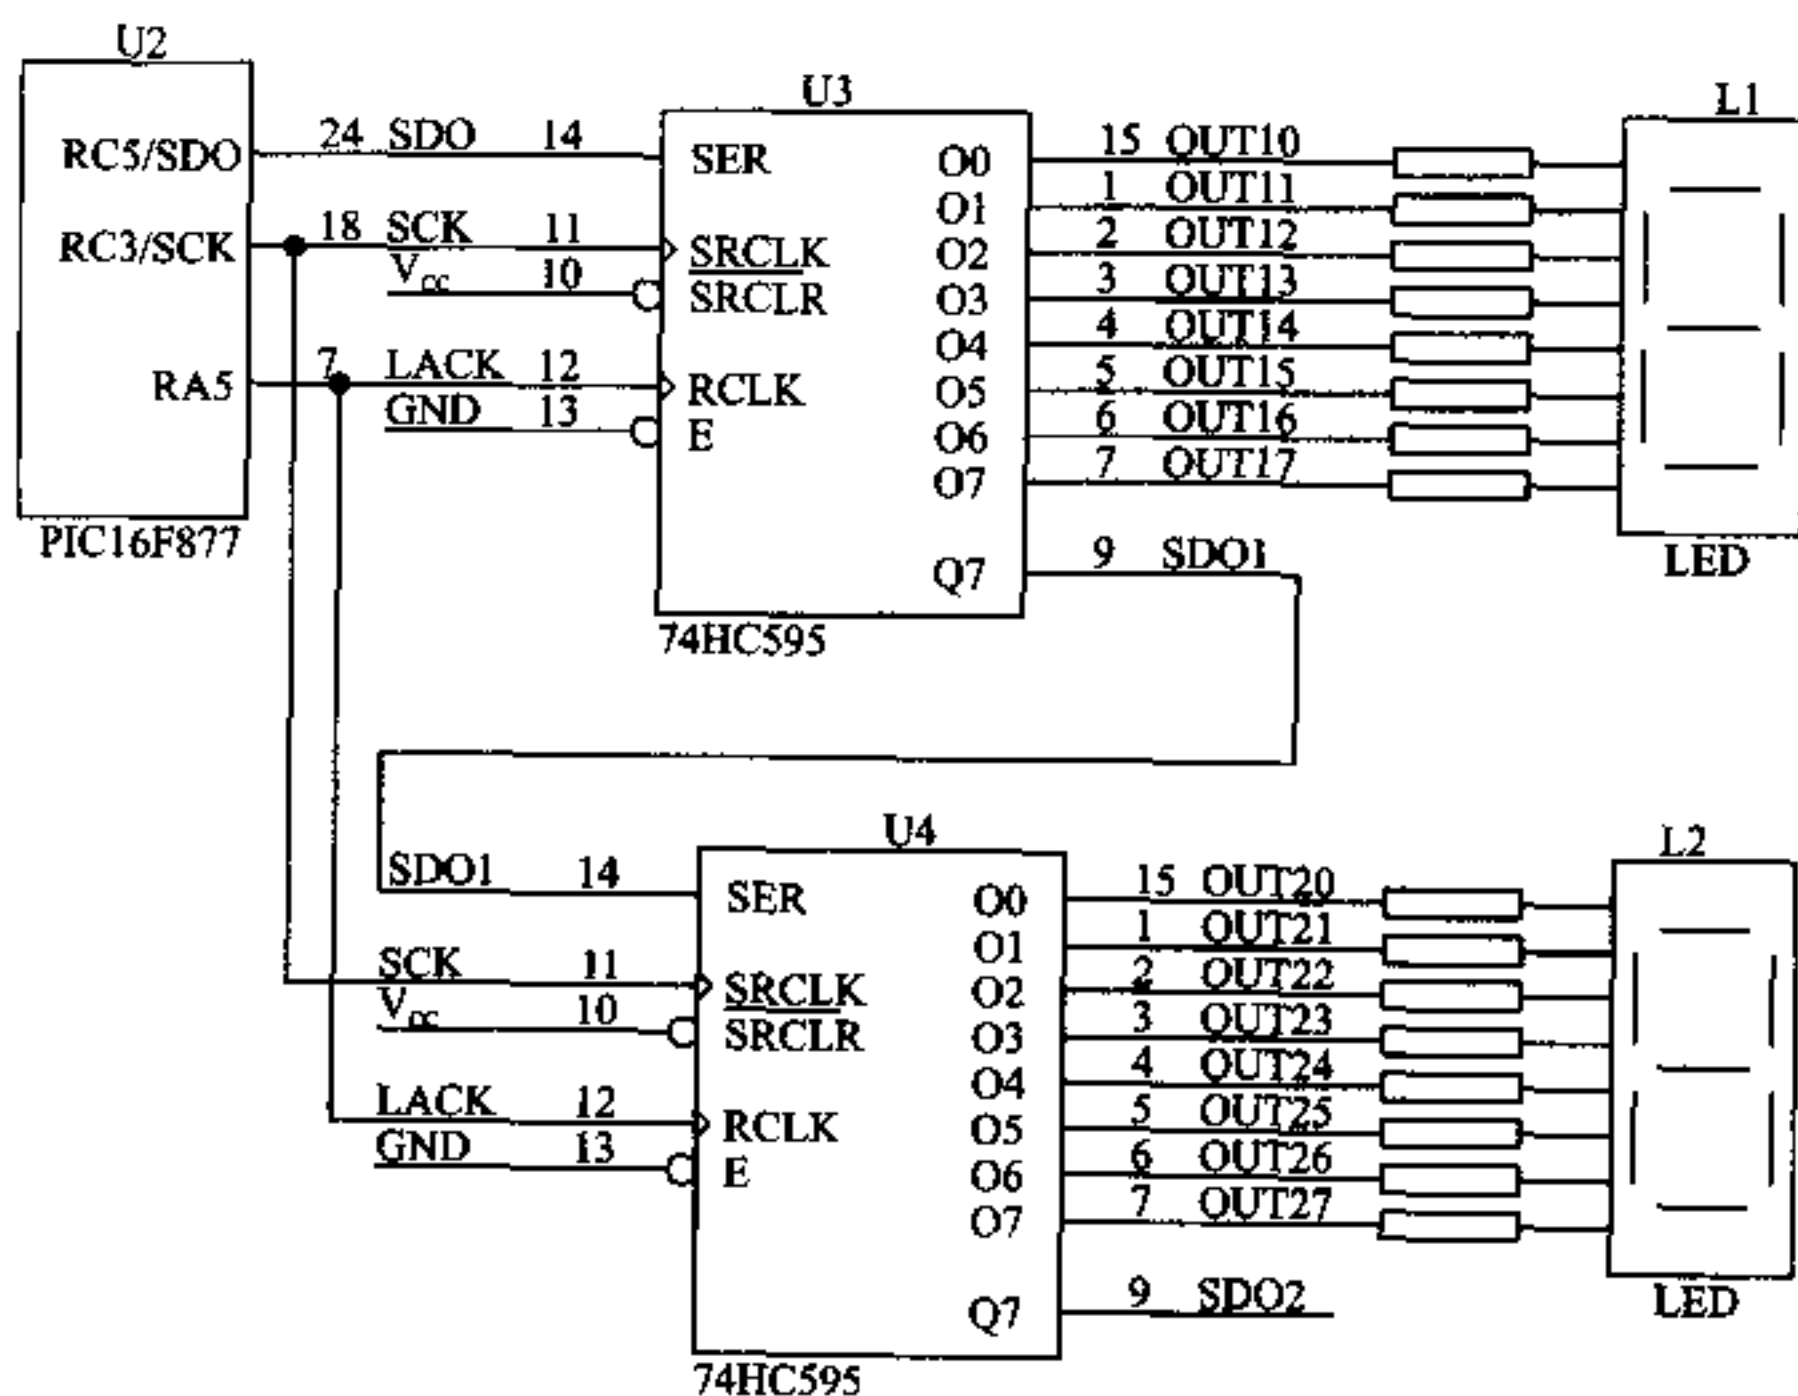 U2
RC5/SDO
RC3/SCK
RA5
PIC16F877
24 SDO 14
18 SCK 11
Vcc 10
7 LACK 12
GND 13
U3
SER
SRCLK
SRCLR
RCLK
E
O0
O1
O2
O3
O4
O5
O6
O7
Q7
74HC595
15 OUT10
1 OUT11
2 OUT12
3 OUT13
4 OUT14
5 OUT15
6 OUT16
7 OUT17
9 SDO1
L1
LED
SDO1 14
SCK 11
Vcc 10
LACK 12
GND 13
U4
SER
SRCLK
SRCLR
RCLK
E
O0
O1
O2
O3
O4
O5
O6
O7
Q7
74HC595
15 OUT20
1 OUT21
2 OUT22
3 OUT23
4 OUT24
5 OUT25
6 OUT26
7 OUT27
9 SDO2
L2
LED